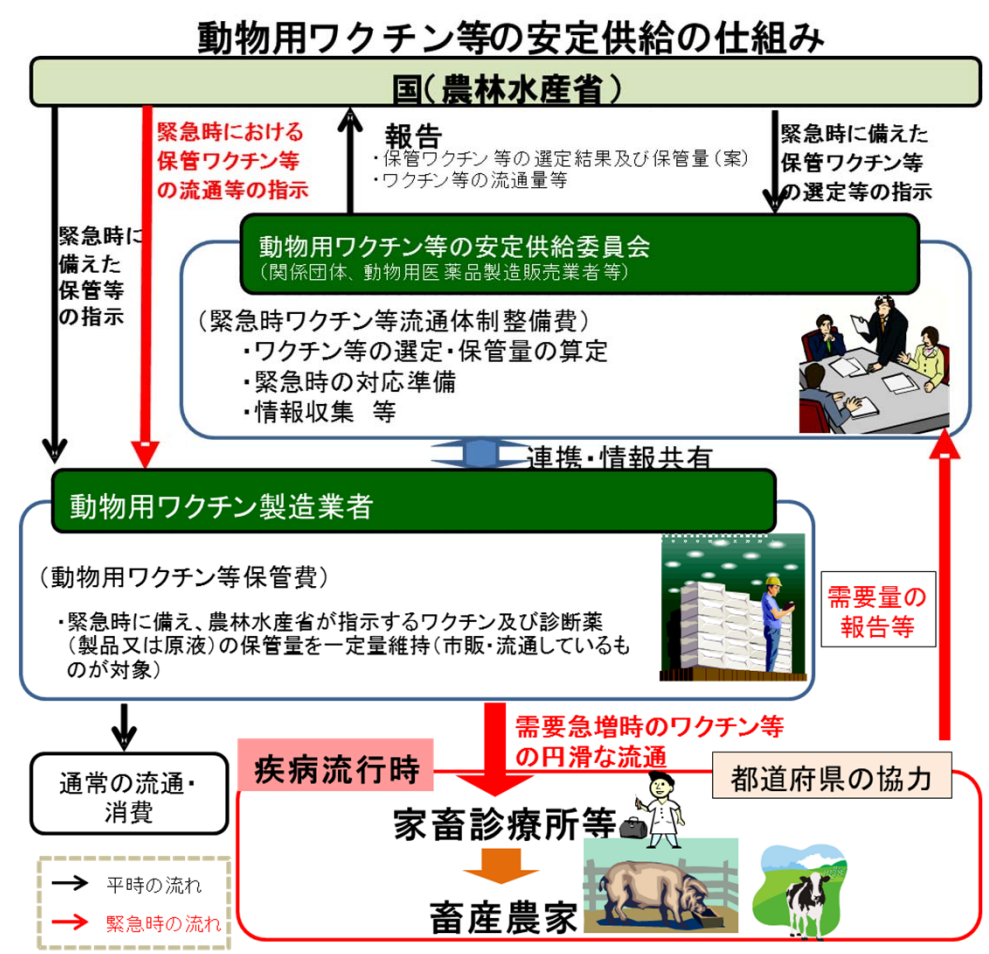 動物用ワクチン等の安定供給の仕組み
国(農林水産省)
緊急時における
保管ワクチン等
の流通等の指示
報告
・保管ワクチン等の選定結果及び保管量(案)
・ワクチン等の流通量等
緊急時に備えた
保管ワクチン等
の選定等の指示
緊急時に
備えた
保管等
の指示
動物用ワクチン等の安定供給委員会
(関係団体、動物用医薬品製造販売業者等)
(緊急時ワクチン等流通体制整備費)
・ワクチン等の選定・保管量の算定
・緊急時の対応準備
・情報収集 等
連携・情報共有
動物用ワクチン製造業者
(動物用ワクチン等保管費)
・緊急時に備え、農林水産省が指示するワクチン及び診断薬
(製品又は原液)の保管量を一定量維持(市販・流通しているも
のが対象)
需要量の
報告等
需要急増時のワクチン等
の円滑な流通
通常の流通・
消費
疾病流行時
都道府県の協力
家畜診療所等
畜産農家
平時の流れ
緊急時の流れ